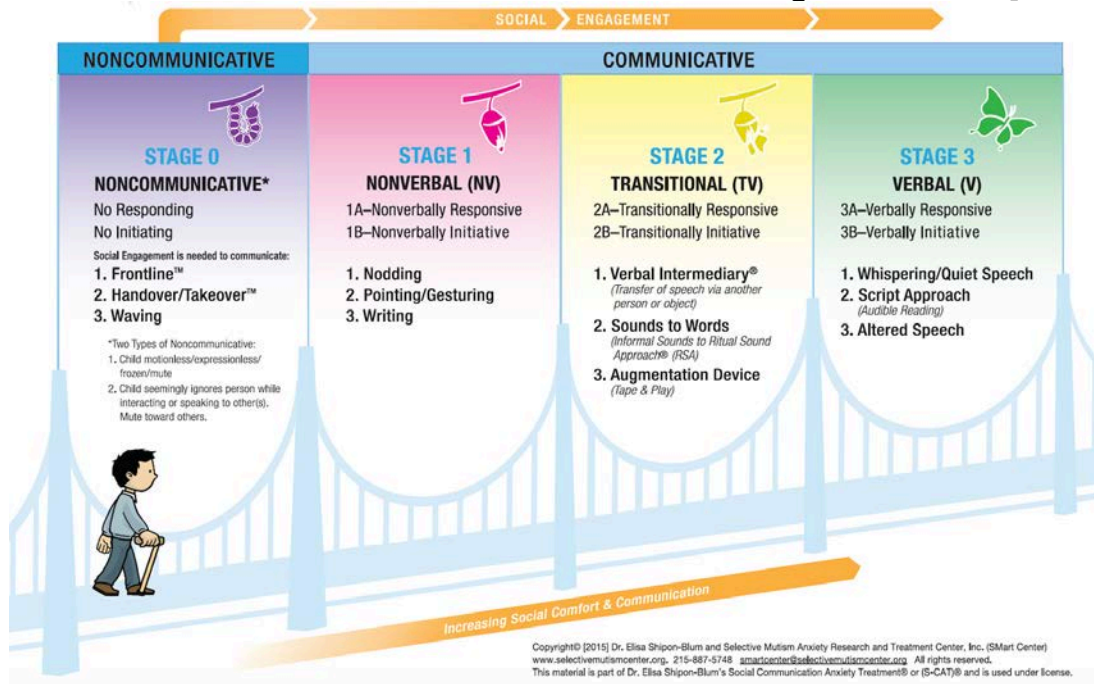 SOCIAL ENGAGEMENT
NONCOMMUNICATIVE
COMMUNICATIVE
STAGE 0
NONCOMMUNICATIVE*
No Responding
No Initiating
Social Engagement is needed to communicate:
1. Frontline™
2. Handover/Takeover™
3. Waving
*Two Types of Noncommunicative:
1. Child motionless/expressionless/
frozen/mute
2. Child seemingly ignores person while
interacting or speaking to other(s).
Mute toward others.
STAGE 1
NONVERBAL (NV)
1A–Nonverbally Responsive
1B–Nonverbally Initiative
1. Nodding
2. Pointing/Gesturing
3. Writing
STAGE 2
TRANSITIONAL (TV)
2A–Transitionally Responsive
2B–Transitionally Initiative
1. Verbal Intermediary®
(Transfer of speech via another
person or object)
2. Sounds to Words
(Informal Sounds to Ritual Sound
Approach® (RSA)
3. Augmentation Device
(Tape & Play)
STAGE 3
VERBAL (V)
3A–Verbally Responsive
3B–Verbally Initiative
1. Whispering/Quiet Speech
2. Script Approach
(Audible Reading)
3. Altered Speech
Increasing Social Comfort & Communication
Copyright© [2015] Dr. Elisa Shipon-Blum and Selective Mutism Anxiety Research and Treatment Center, Inc. (SMart Center)
www.selectivemutismcenter.org. 215-887-5748 smartcenter@selectivemutismcenter.org All rights reserved.
This material is part of Dr. Elisa Shipon-Blum's Social Communication Anxiety Treatment® or (S-CAT)® and is used under license.